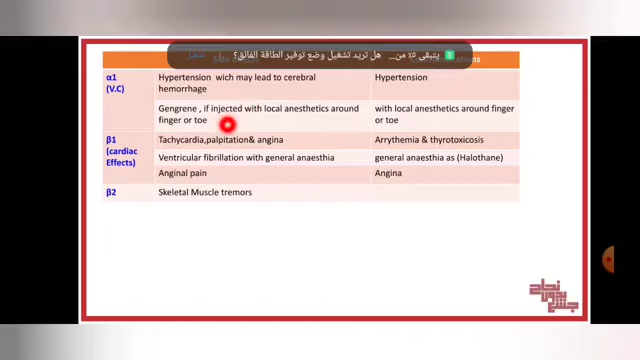 يتبقى ٥٪ من... هل تريد تشغيل وضع توفير الطاقة الفائق؟
Side
α1
(V.C)
Hypertension wich may lead to cerebral
hemorrhage
Hypertension
Gengrene , if injected with local anesthetics around
finger or toe
with local anesthetics around finger
or toe
β1
(cardiac
Effects)
Tachycardia,palpitation& angina
Arrythemia & thyrotoxicosis
Ventricular fibrillation with general anaesthia
general anaesthia as (Halothane)
Anginal pain
Angina
β2
Skeletal Muscle tremors